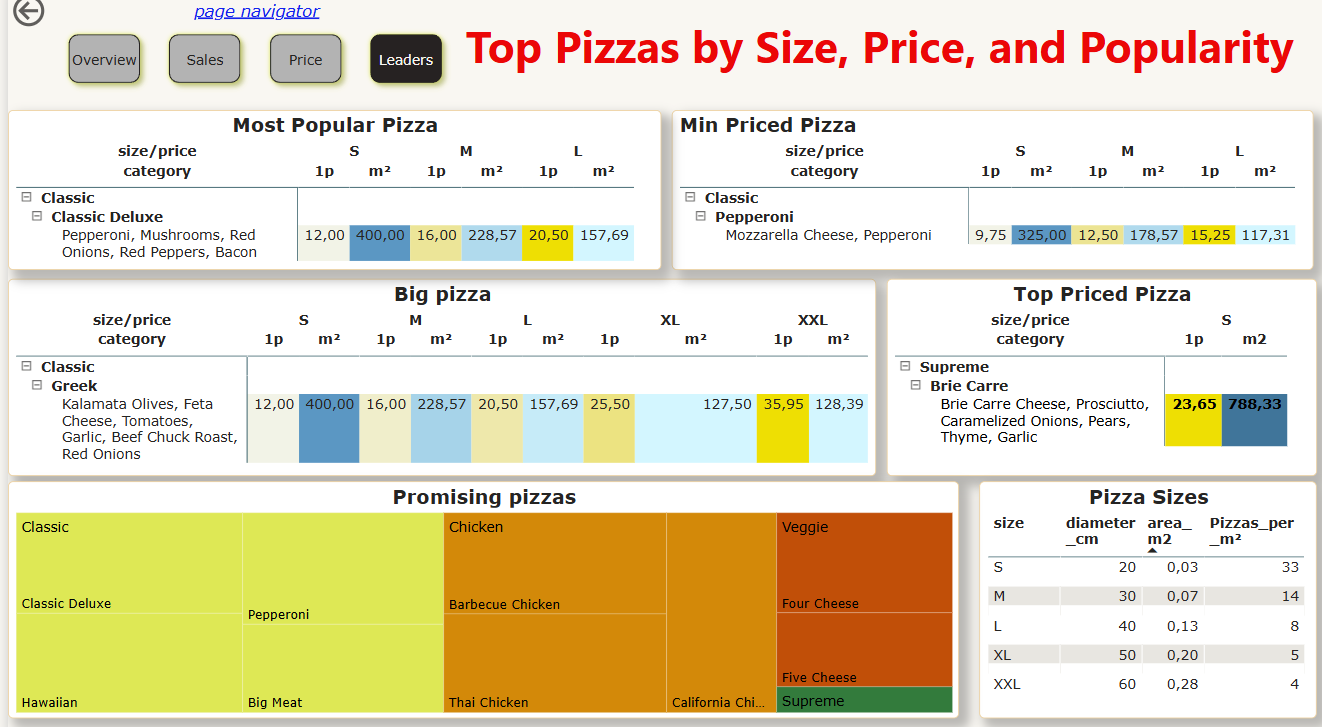 page navigator
Overview
Sales
Price
Leaders
Top Pizzas by Size, Price, and Popularity
Most Popular Pizza
size/price S M L
category 1p m² 1p m² 1p m²
Classic
Classic Deluxe
Pepperoni, Mushrooms, Red 12,00 400,00 16,00 228,57 20,50 157,69
Onions, Red Peppers, Bacon
Min Priced Pizza
size/price S M L
category 1p m² 1p m² 1p m²
Classic
Pepperoni
Mozzarella Cheese, Pepperoni 9,75 325,00 12,50 178,57 15,25 117,31
Big pizza
size/price S M L XL XXL
category 1p m² 1p m² 1p m² 1p m² 1p m²
Classic
Greek
Kalamata Olives, Feta 12,00 400,00 16,00 228,57 20,50 157,69 25,50 127,50 35,95 128,39
Cheese, Tomatoes,
Garlic, Beef Chuck Roast,
Red Onions
Top Priced Pizza
size/price S
category 1p m2
Supreme
Brie Carre
Brie Carre Cheese, Prosciutto, 23,65 788,33
Caramelized Onions, Pears,
Thyme, Garlic
Promising pizzas
Classic
Classic Deluxe
Hawaiian
Pepperoni
Big Meat
Chicken
Barbecue Chicken
Thai Chicken
California Chi...
Veggie
Four Cheese
Five Cheese
Supreme
Pizza Sizes
size diameter area_ Pizzas_per
_cm m2 _m²
S 20 0,03 33
M 30 0,07 14
L 40 0,13 8
XL 50 0,20 5
XXL 60 0,28 4